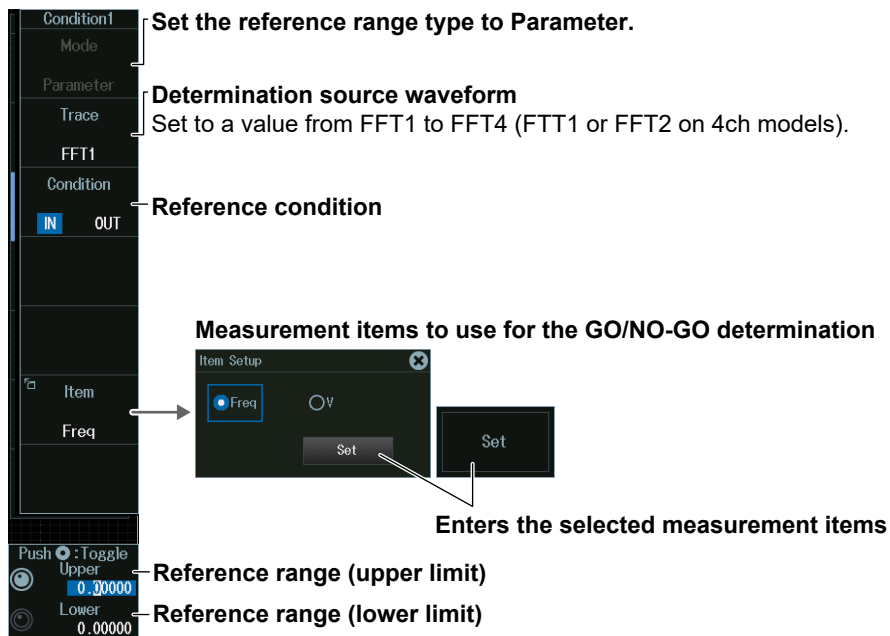 Condition1
Mode
Parameter
Set the reference range type to Parameter.
Trace
FFT1
Determination source waveform
Set to a value from FFT1 to FFT4 (FTT1 or FFT2 on 4ch models).
Condition
IN OUT
Reference condition
Measurement items to use for the GO/NO-GO determination
Item
Freq
Item Setup
Freq V
Set
Set
Enters the selected measurement items
Push :Toggle
Upper
0.00000
Reference range (upper limit)
Lower
0.00000
Reference range (lower limit)